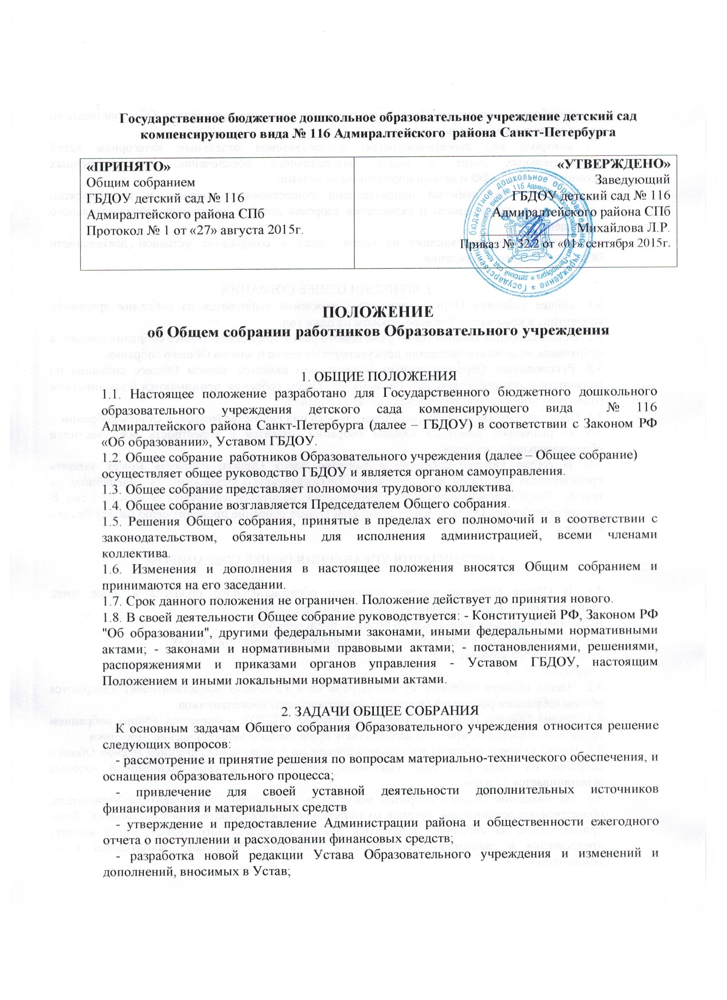 Государственное бюджетное дошкольное образовательное учреждение детский сад
компенсирующего вида № 116 Адмиралтейского района Санкт-Петербурга
«ПРИНЯТО»
Общим собранием
ГБДОУ детский сад № 116
Адмиралтейского района СПб
Протокол № 1 от «27» августа 2015г.
«УТВЕРЖДЕНО»
Заведующий
ГБДОУ детский сад № 116
Адмиралтейского района СПб
Михайлова Л.Р.
Приказ № 32.2 от «01» сентября 2015г.
Государственное бюджетное дошкольное образовательное учреждение *
детский сад компенсирующего вида № 116 Адмиралтейского района Санкт-Петербурга *
ПОЛОЖЕНИЕ
об Общем собрании работников Образовательного учреждения
1. ОБЩИЕ ПОЛОЖЕНИЯ
1.1. Настоящее положение разработано для Государственного бюджетного дошкольного
образовательного учреждения детского сада компенсирующего вида № 116
Адмиралтейского района Санкт-Петербурга (далее – ГБДОУ) в соответствии с Законом РФ
«Об образовании», Уставом ГБДОУ.
1.2. Общее собрание работников Образовательного учреждения (далее – Общее собрание)
осуществляет общее руководство ГБДОУ и является органом самоуправления.
1.3. Общее собрание представляет полномочия трудового коллектива.
1.4. Общее собрание возглавляется Председателем Общего собрания.
1.5. Решения Общего собрания, принятые в пределах его полномочий и в соответствии с
законодательством, обязательны для исполнения администрацией, всеми членами
коллектива.
1.6. Изменения и дополнения в настоящее положения вносятся Общим собранием и
принимаются на его заседании.
1.7. Срок данного положения не ограничен. Положение действует до принятия нового.
1.8. В своей деятельности Общее собрание руководствуется: - Конституцией РФ, Законом РФ
"Об образовании", другими федеральными законами, иными федеральными нормативными
актами; - законами и нормативными правовыми актами; - постановлениями, решениями,
распоряжениями и приказами органов управления - Уставом ГБДОУ, настоящим
Положением и иными локальными нормативными актами.
2. ЗАДАЧИ ОБЩЕЕ СОБРАНИЯ
К основным задачам Общего собрания Образовательного учреждения относится решение
следующих вопросов:
- рассмотрение и принятие решения по вопросам материально-технического обеспечения, и
оснащения образовательного процесса;
- привлечение для своей уставной деятельности дополнительных источников
финансирования и материальных средств
- утверждение и предоставление Администрации района и общественности ежегодного
отчета о поступлении и расходовании финансовых средств;
- разработка новой редакции Устава Образовательного учреждения и изменений и
дополнений, вносимых в Устав;